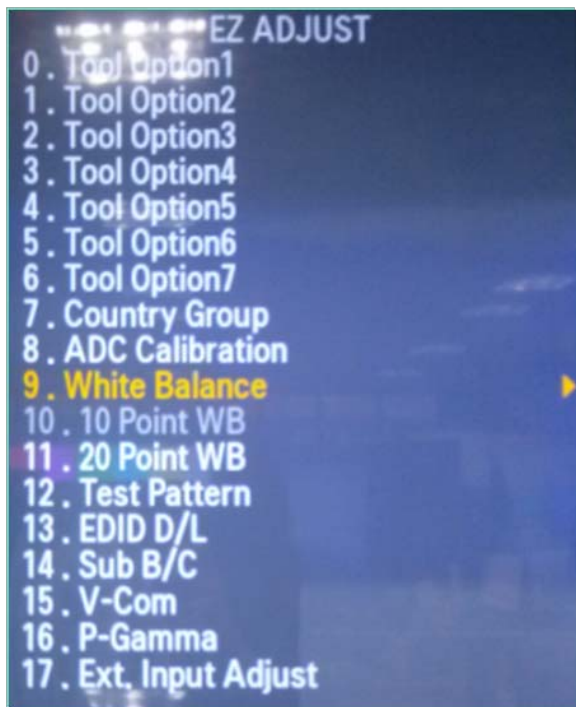 EZ ADJUST
0 . Tool Option1
1 . Tool Option2
2 . Tool Option3
3 . Tool Option4
4 . Tool Option5
5 . Tool Option6
6 . Tool Option7
7 . Country Group
8 . ADC Calibration
9 . White Balance
10 . 10 Point WB
11 . 20 Point WB
12 . Test Pattern
13 . EDID D/L
14 . Sub B/C
15 . V-Com
16 . P-Gamma
17 . Ext. Input Adjust